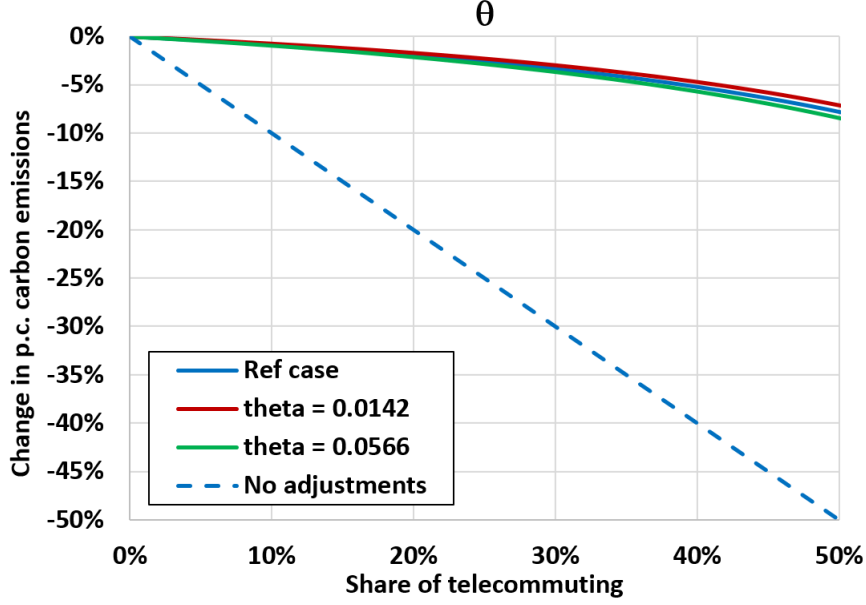 θ
0%
-5%
-10%
-15%
-20%
-25%
-30%
-35%
-40%
-45%
-50%
Change in p.c. carbon emissions
Ref case
theta = 0.0142
theta = 0.0566
No adjustments
0% 10% 20% 30% 40% 50%
Share of telecommuting